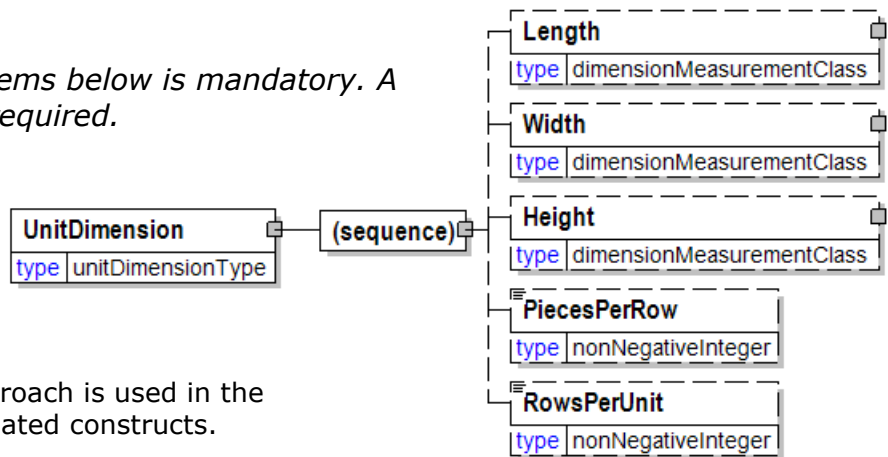 Length
type dimensionMeasurementClass
ems below is mandatory. A
equired.
Width
type dimensionMeasurementClass
UnitDimension
type unitDimensionType
(sequence)
Height
type dimensionMeasurementClass
PiecesPerRow
type nonNegativeInteger
roach is used in the
ated constructs.
RowsPerUnit
type nonNegativeInteger